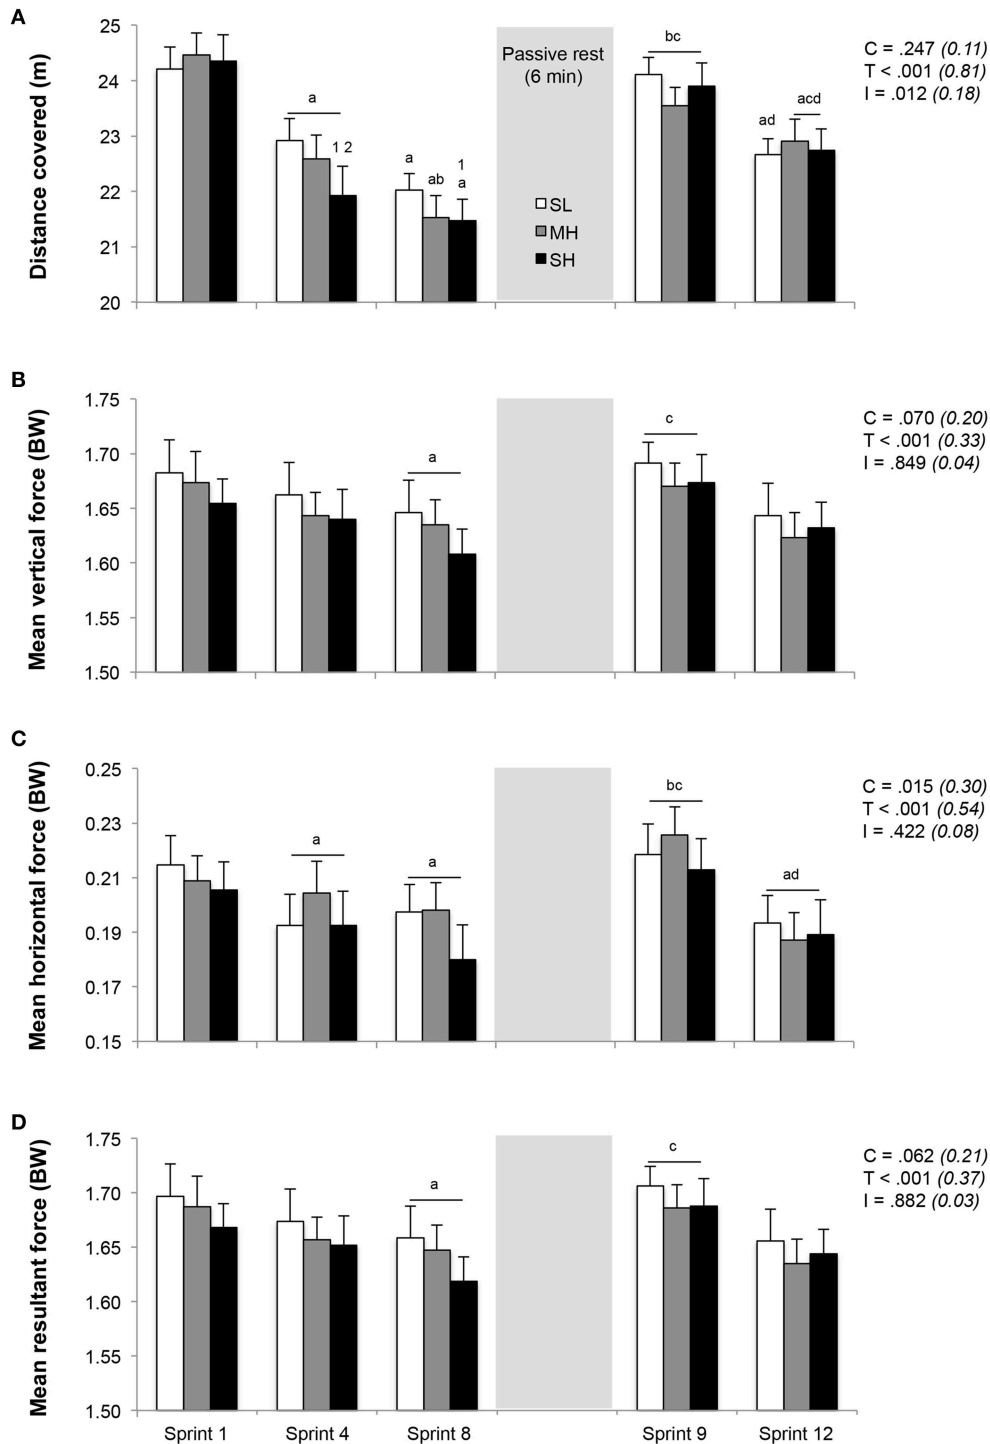 A
Distance covered (m)
25
24
23
22
21
20
a
1 2
a
ab
1
a
Passive rest
(6 min)
SL
MH
SH
bc
ad
acd
C = .247 (0.11)
T < .001 (0.81)
I = .012 (0.18)
B
Mean vertical force (BW)
1.75
1.70
1.65
1.60
1.55
1.50
a
c
C = .070 (0.20)
T < .001 (0.33)
I = .849 (0.04)
C
Mean horizontal force (BW)
0.25
0.23
0.21
0.19
0.17
0.15
a
a
bc
ad
C = .015 (0.30)
T < .001 (0.54)
I = .422 (0.08)
D
Mean resultant force (BW)
1.75
1.70
1.65
1.60
1.55
1.50
a
c
C = .062 (0.21)
T < .001 (0.37)
I = .882 (0.03)
Sprint 1
Sprint 4
Sprint 8
Sprint 9
Sprint 12